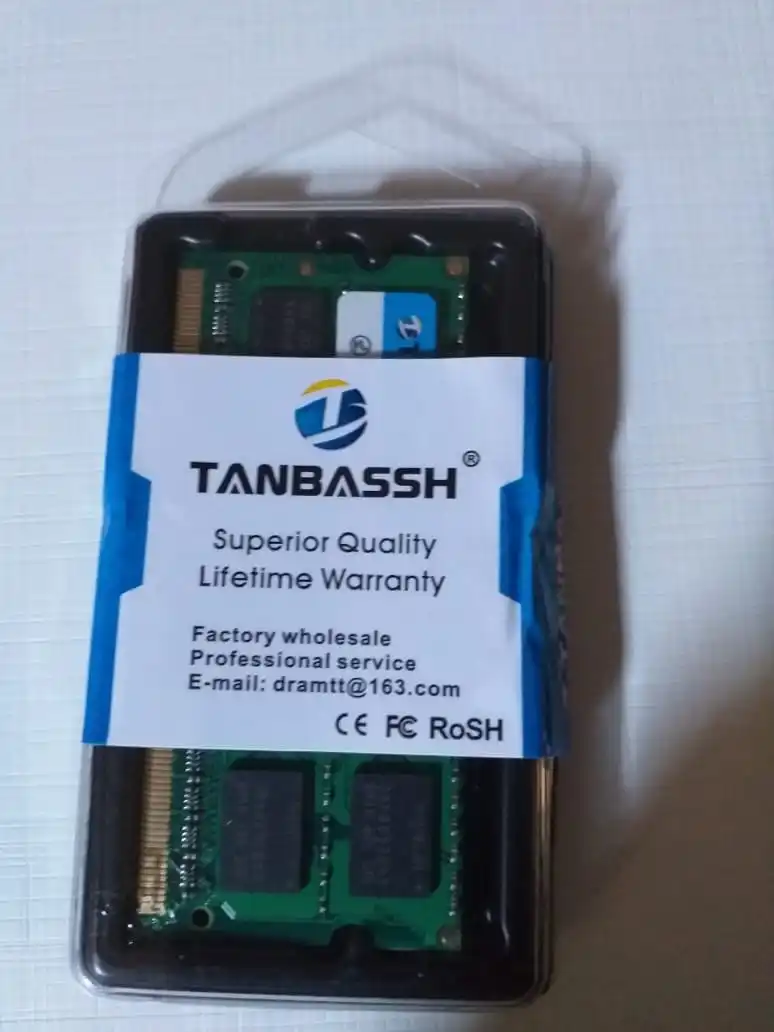 TANBASSH®
Superior Quality
Lifetime Warranty
Factory wholesale
Professional service
E-mail: dramtt@163.com
CE FC RoSH